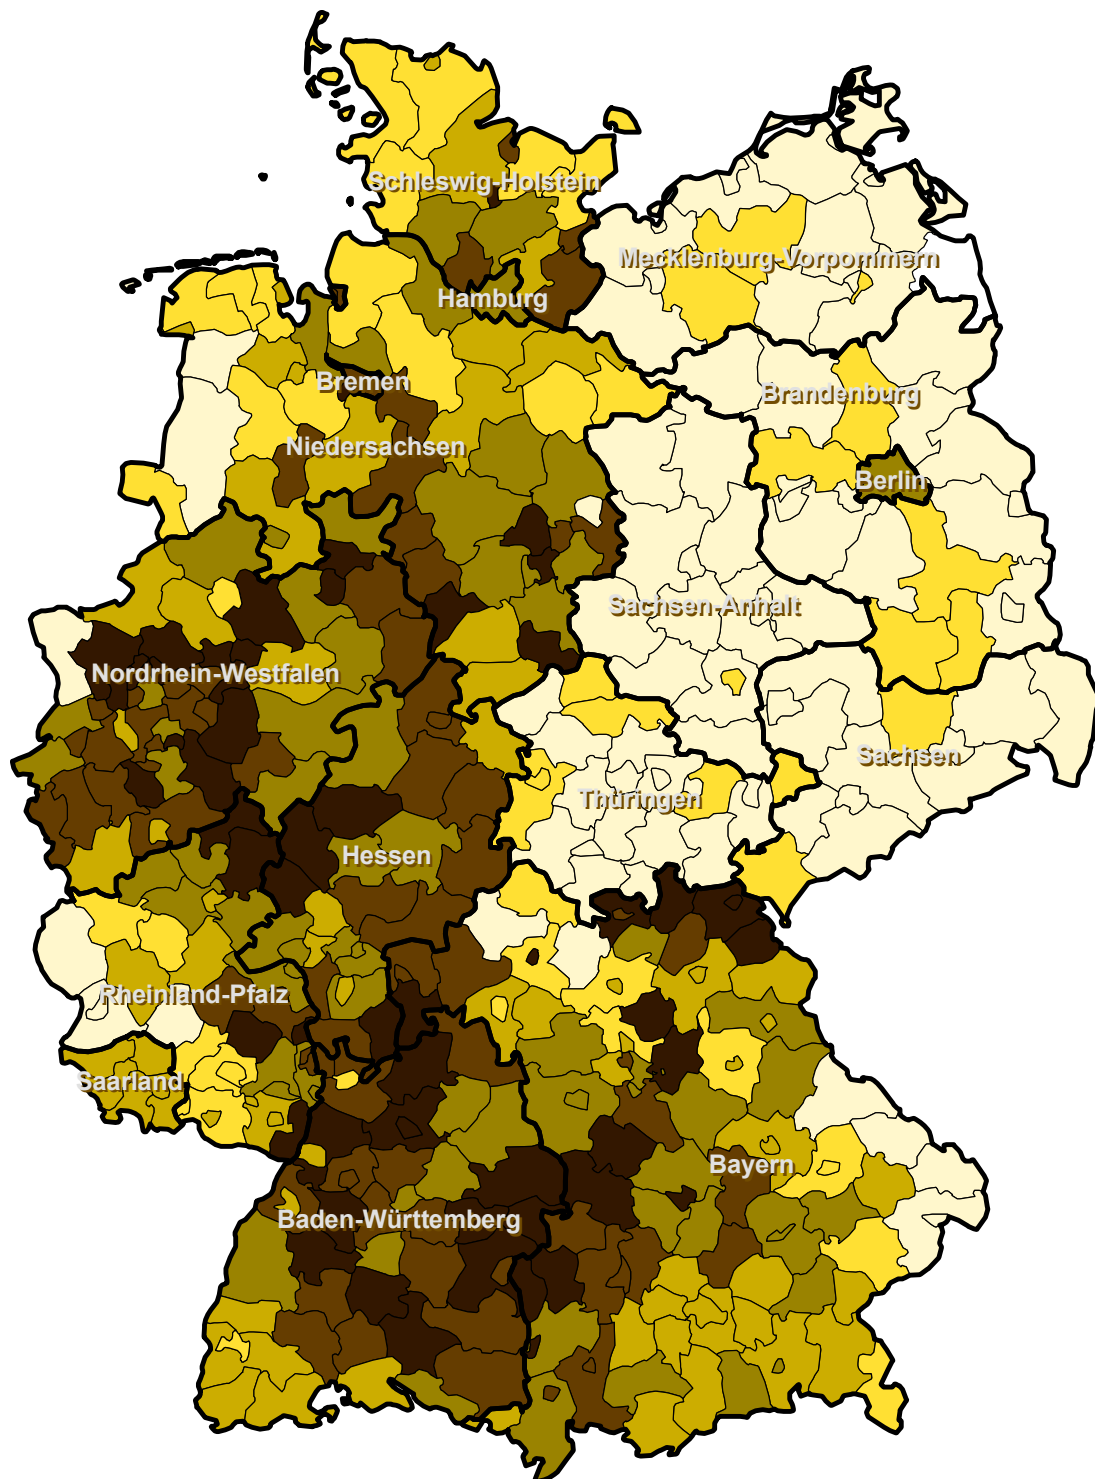 Schleswig-Holstein
Mecklenburg-Vorpommern
Hamburg
Bremen
Brandenburg
Niedersachsen
Berlin
Sachsen-Anhalt
Nordrhein-Westfalen
Sachsen
Thüringen
Hessen
Rheinland-Pfalz
Saarland
Bayern
Baden-Württemberg